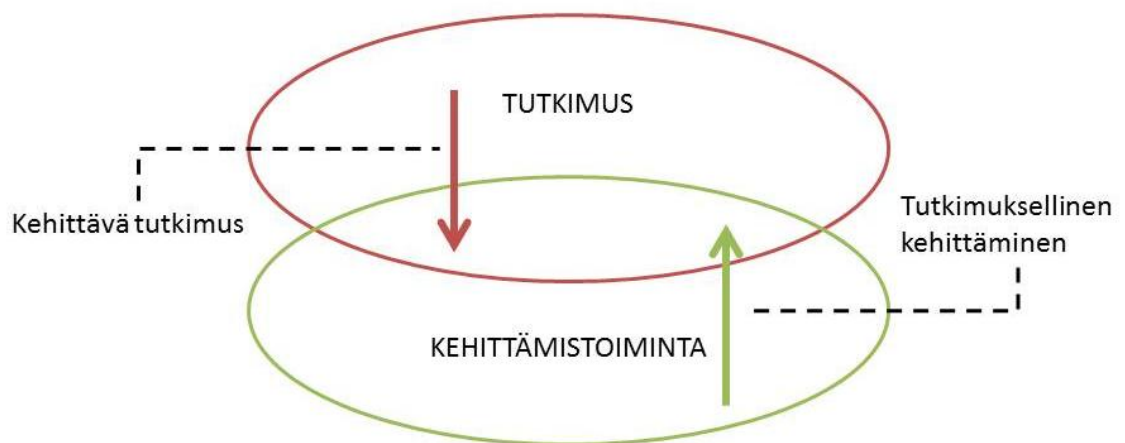 TUTKIMUS
Kehittävä tutkimus
Tutkimuksellinen
kehittäminen
KEHITTÄMISTOIMINTA